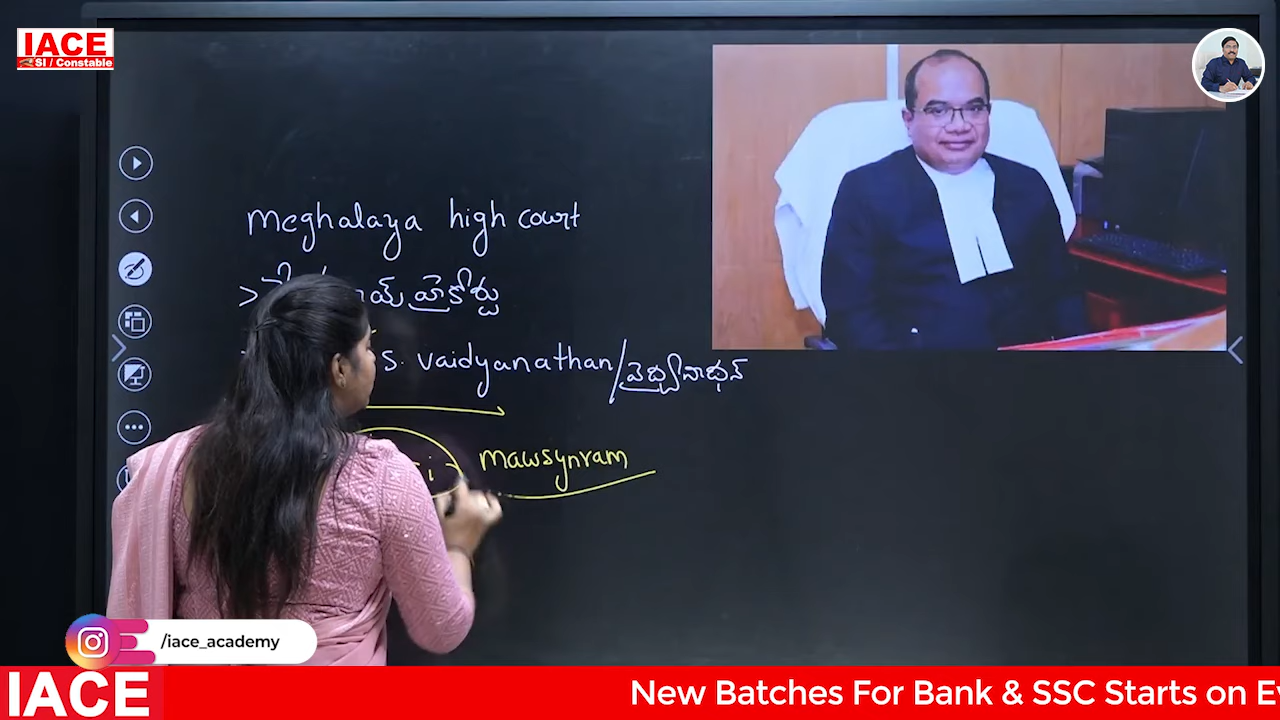 IACE
SI / Constable
meghalaya high court
> హైకోర్టు
s. vaidyanathan/వైద్యనాథన్
mawsynram
/iace_academy
IACE
New Batches For Bank & SSC Starts on